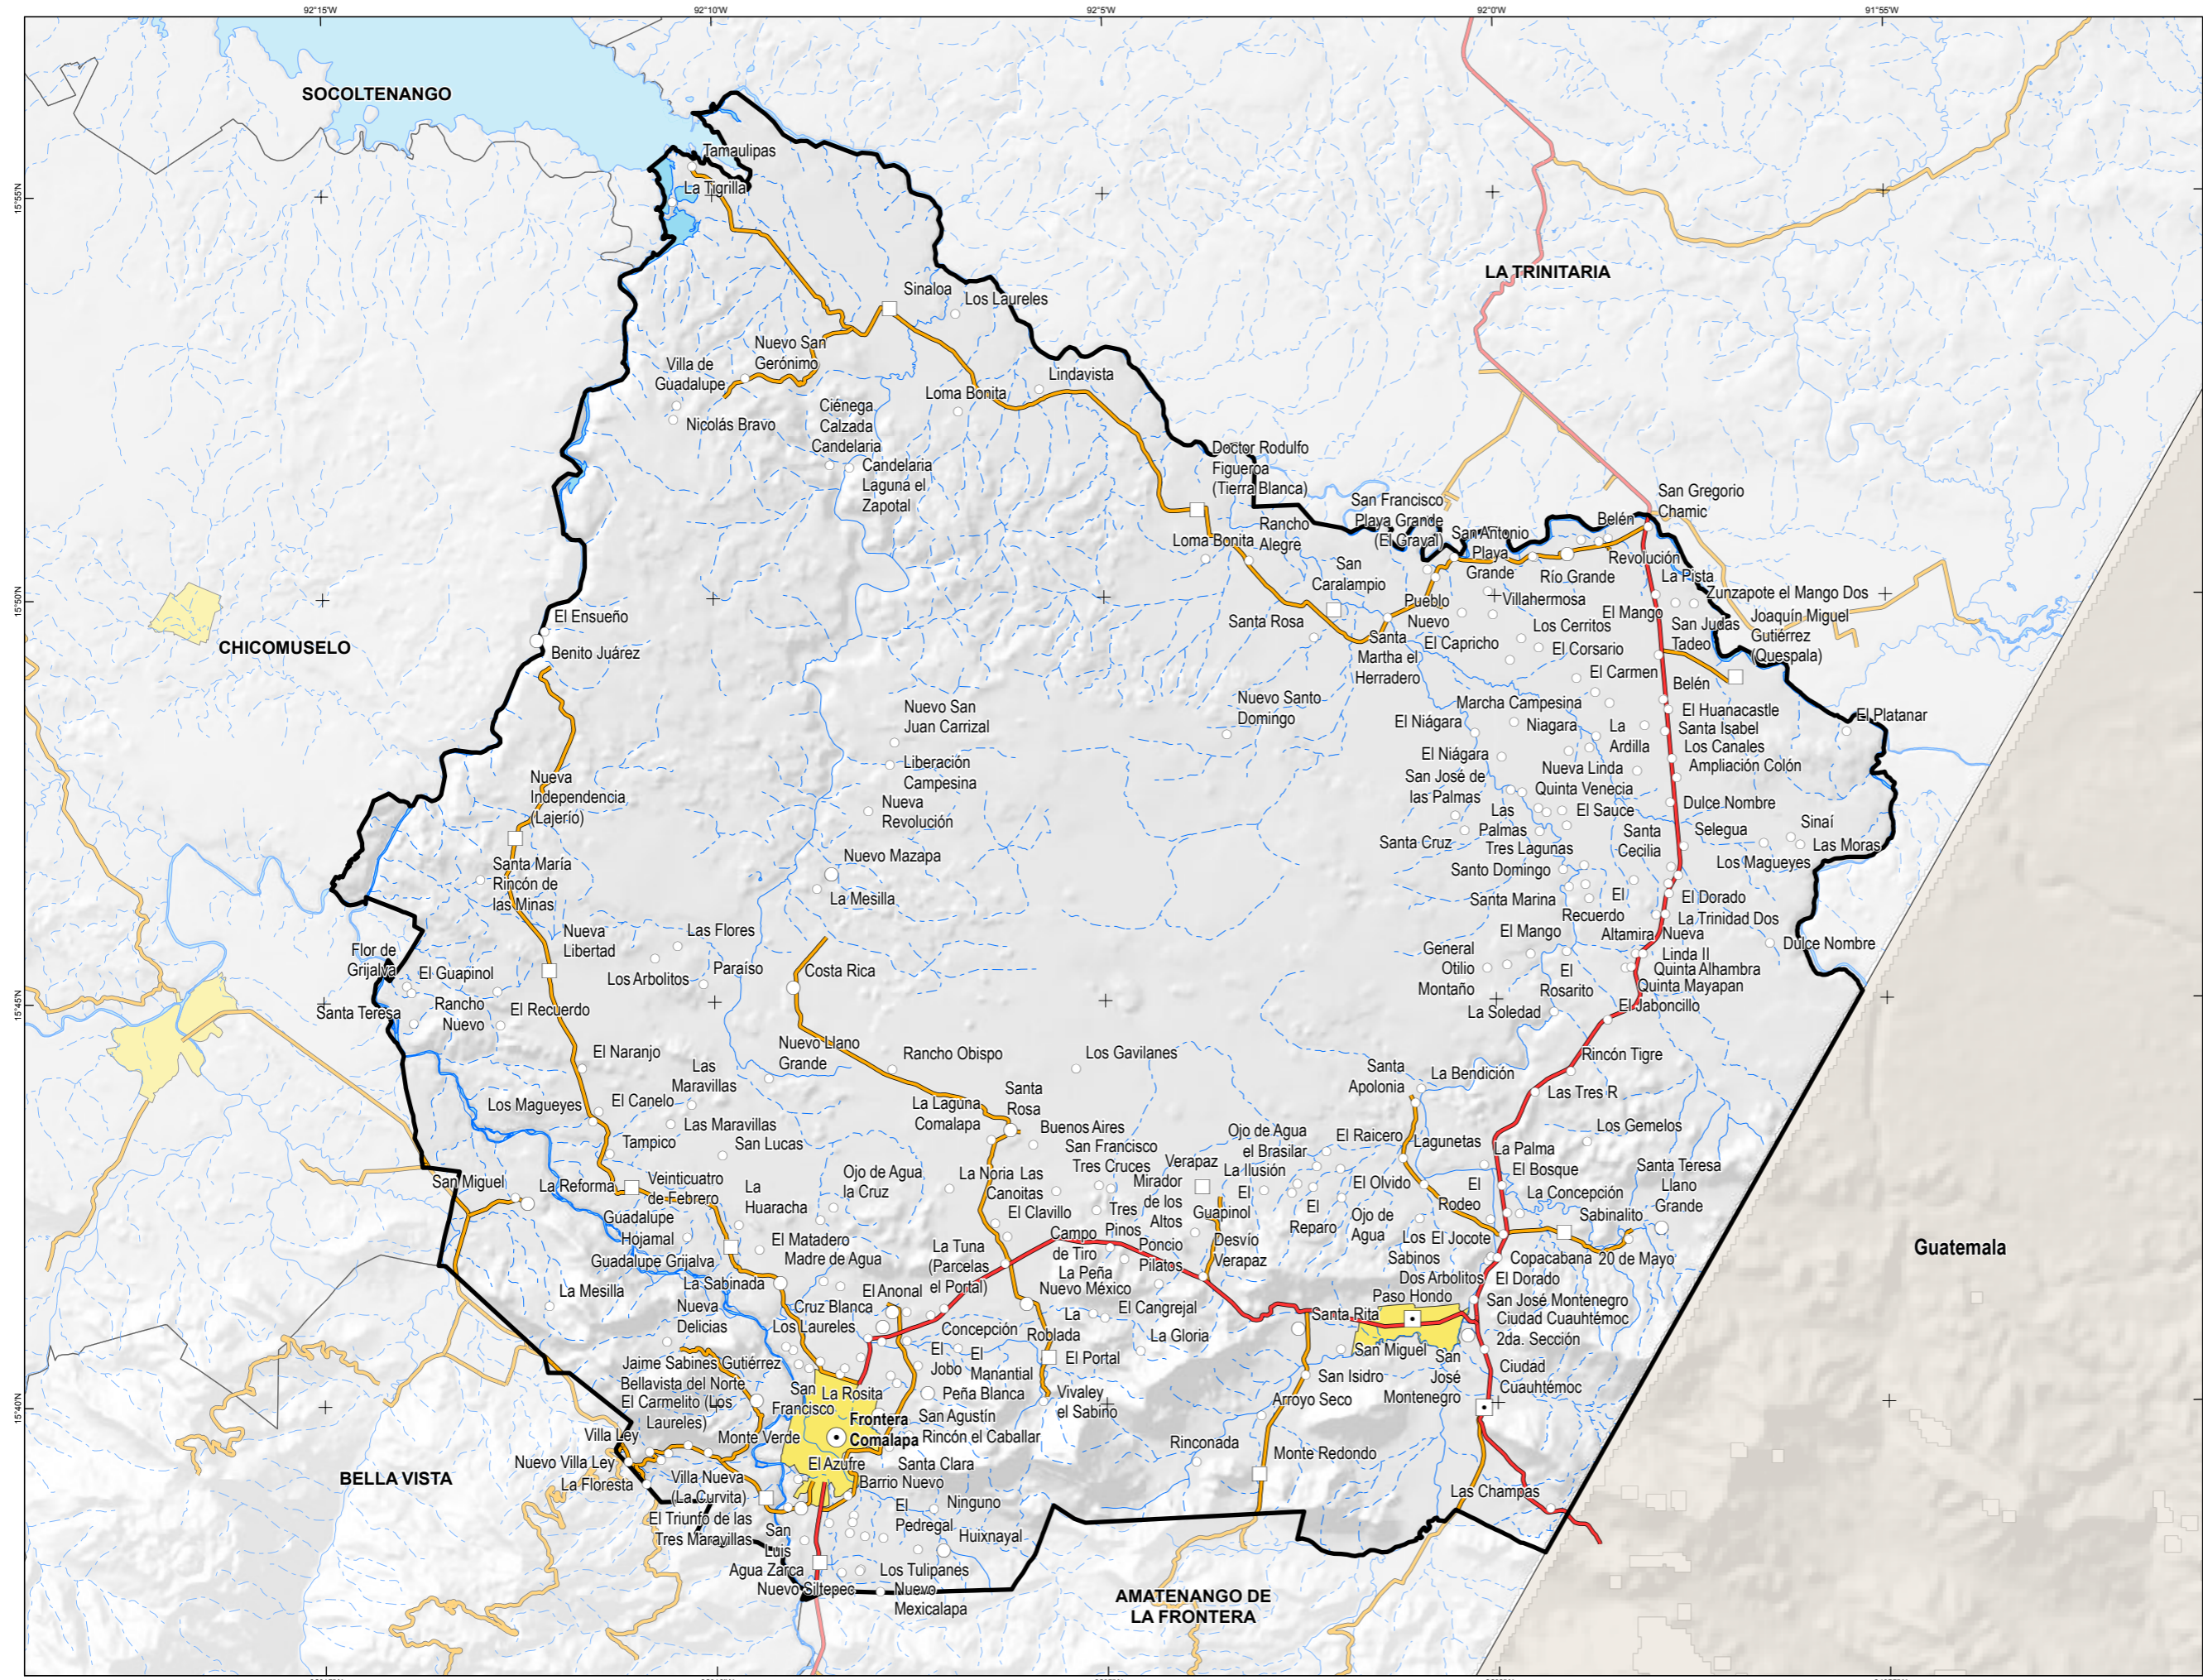 92°15'W
92°10'W
92°5'W
92°0'W
91°55'W
SOCOLTENANGO
Tamaulipas
La Tigrilla
15°55'N
LA TRINITARIA
Sinaloa
Los Laureles
Nuevo San
Gerónimo
Villa de
Guadalupe
Lindavista
Loma Bonita
Nicolás Bravo
Ciénega
Calzada
Candelaria
Candelaria
Laguna el
Zapotal
Doctor Rodulfo
Figueroa
(Tierra Blanca)
San Francisco
Playa Grande
(El Graval)
San Gregorio
Chamic
Belén
Rancho
Alegre
Loma Bonita
San Antonio
Playa
Grande
Revolución
Río Grande
La Pista
San
Caralampio
15°50'N
Zunzapote el Mango Dos
Villahermosa
Pueblo
Nuevo
El Mango
Joaquín Miguel
Gutiérrez
(Quespala)
El Ensueño
Santa Rosa
Los Cerritos
San Judas
Tadeo
CHICOMUSELO
Benito Juárez
Santa
Martha el
Herradero
El Capricho
El Corsario
El Carmen
Belén
Nuevo Santo
Domingo
Marcha Campesina
El Huanacastle
El Platanar
Nuevo San
Juan Carrizal
El Niágara
Niagara
La
Ardilla
Santa Isabel
Los Canales
Ampliación Colón
El Niágara
Liberación
Campesina
Nueva Linda
San José de
las Palmas
Quinta Venecia
Nueva
Independencia
(Lajerío)
Nueva
Revolución
Las
Palmas
El Sauce
Dulce Nombre
Sinaí
Selegua
Santa
Cecilia
Santa Cruz
Tres Lagunas
Las Moras
Nuevo Mazapa
Los Magueyes
Santa María
Rincón de
las Minas
Santo Domingo
La Mesilla
Santa Marina
El
Recuerdo
El Dorado
La Trinidad Dos
Nueva
Libertad
Las Flores
El Mango
Altamira
Nueva
Linda II
Dulce Nombre
Flor de
Grijalva
El Guapinol
Los Arbolitos
Paraíso
Costa Rica
General
Otilio
Montaño
El
Rosarito
Quinta Alhambra
Quinta Mayapan
15°45'N
Santa Teresa
Rancho
Nuevo
El Recuerdo
La Soledad
El Jaboncillo
Nuevo Llano
Grande
Rancho Obispo
Los Gavilanes
Rincón Tigre
El Naranjo
Las
Maravillas
Santa
Apolonia
La Bendición
Las Tres R
Los Magueyes
El Canelo
La Laguna
Comalapa
Santa
Rosa
Buenos Aires
Los Gemelos
Las Maravillas
Tampico
San Lucas
San Francisco
Tres Cruces
Ojo de Agua
el Brasilar
El Raicero
Lagunetas
La Palma
Verapaz
La Ilusión
El Bosque
Santa Teresa
Llano
Grande
San Miguel
La Reforma
Veinticuatro
de Febrero
La
Huaracha
Ojo de Agua
la Cruz
La Noria
Las
Canoitas
Mirador
de los
Altos
El
Guapinol
El Olvido
El
Rodeo
La Concepción
El
Reparo
Guadalupe
Hojamal
El Clavillo
Tres
Pinos
Sabinalito
Ojo de
Agua
El Matadero
Madre de Agua
Campo
de Tiro
Poncio
Pilatos
Desvío
Verapaz
Los
Sabinos
El Jocote
Guadalupe Grijalva
La Tuna
(Parcelas
el Portal)
La Peña
Copacabana
20 de Mayo
Guatemala
La Sabinada
El Anonal
Nuevo México
Dos Arbolitos
El Dorado
La Mesilla
Nueva
Delicias
Cruz Blanca
La
Roblada
El Cangrejal
Santa Rita
Paso Hondo
San José Montenegro
Ciudad Cuauhtémoc
2da. Sección
Los Laureles
Concepción
La Gloria
Jaime Sabines Gutiérrez
El
Jobo
El
Manantial
El Portal
San Miguel
San
José
Montenegro
Ciudad
Cuauhtémoc
Bellavista del Norte
San
Francisco
La Rosita
Peña Blanca
San Isidro
15°40'N
El Carmelito (Los
Laureles)
Vivaley
el Sabino
Arroyo Seco
Frontera
Comalapa
San Agustín
Rincón el Caballar
Villa Ley
Monte Verde
Rinconada
Monte Redondo
Nuevo Villa Ley
El Azufre
Santa Clara
BELLA VISTA
La Floresta
Villa Nueva
(La Curvita)
Barrio Nuevo
Las Champas
Ninguno
El
Pedregal
El Triunfo de las
Tres Maravillas
San
Luis
Huixnayal
Agua Zarca
Los Tulipanes
Nuevo Siltepec
Nuevo
Mexicalapa
AMATENANGO DE
LA FRONTERA